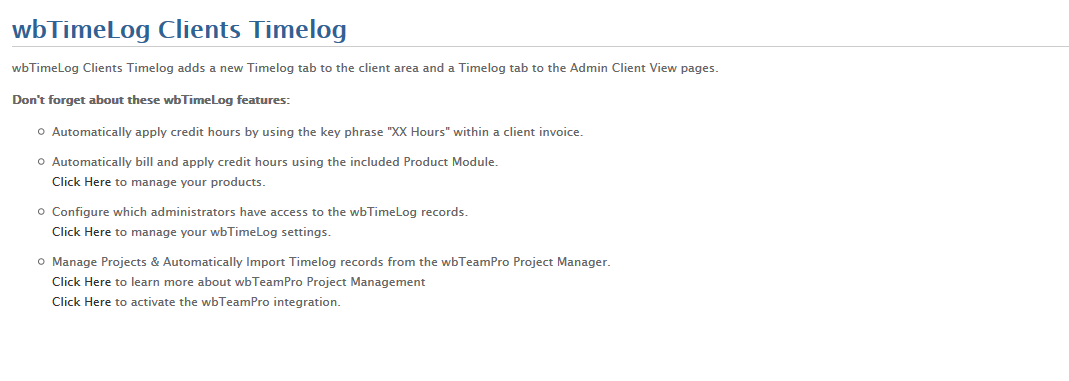 wbTimeLog Clients Timelog
wbTimeLog Clients Timelog adds a new Timelog tab to the client area and a Timelog tab to the Admin Client View pages.
Don't forget about these wbTimeLog features:
Automatically apply credit hours by using the key phrase "XX Hours" within a client invoice.
Automatically bill and apply credit hours using the included Product Module.
Click Here to manage your products.
Configure which administrators have access to the wbTimeLog records.
Click Here to manage your wbTimeLog settings.
Manage Projects & Automatically Import Timelog records from the wbTeamPro Project Manager.
Click Here to learn more about wbTeamPro Project Management
Click Here to activate the wbTeamPro integration.